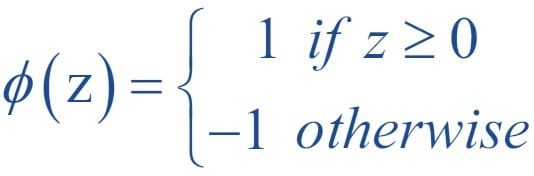 1 if z ≥ 0
ϕ(z) = {
−1 otherwise